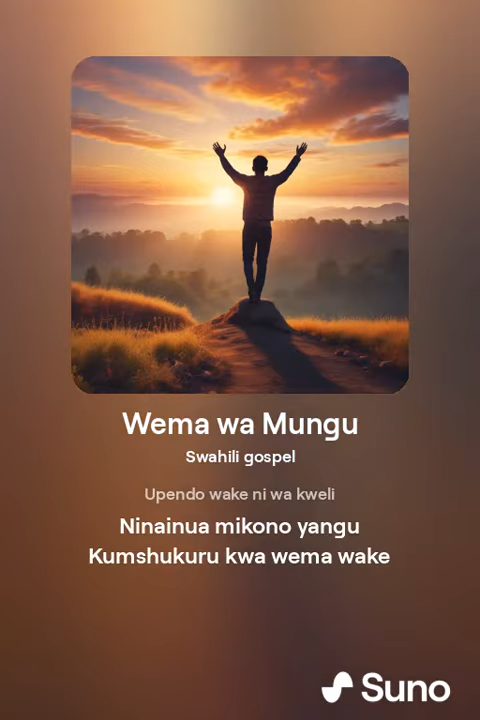 Wema wa Mungu
Swahili gospel
Upendo wake ni wa kweli
Ninainua mikono yangu
Kumshukuru kwa wema wake
Suno